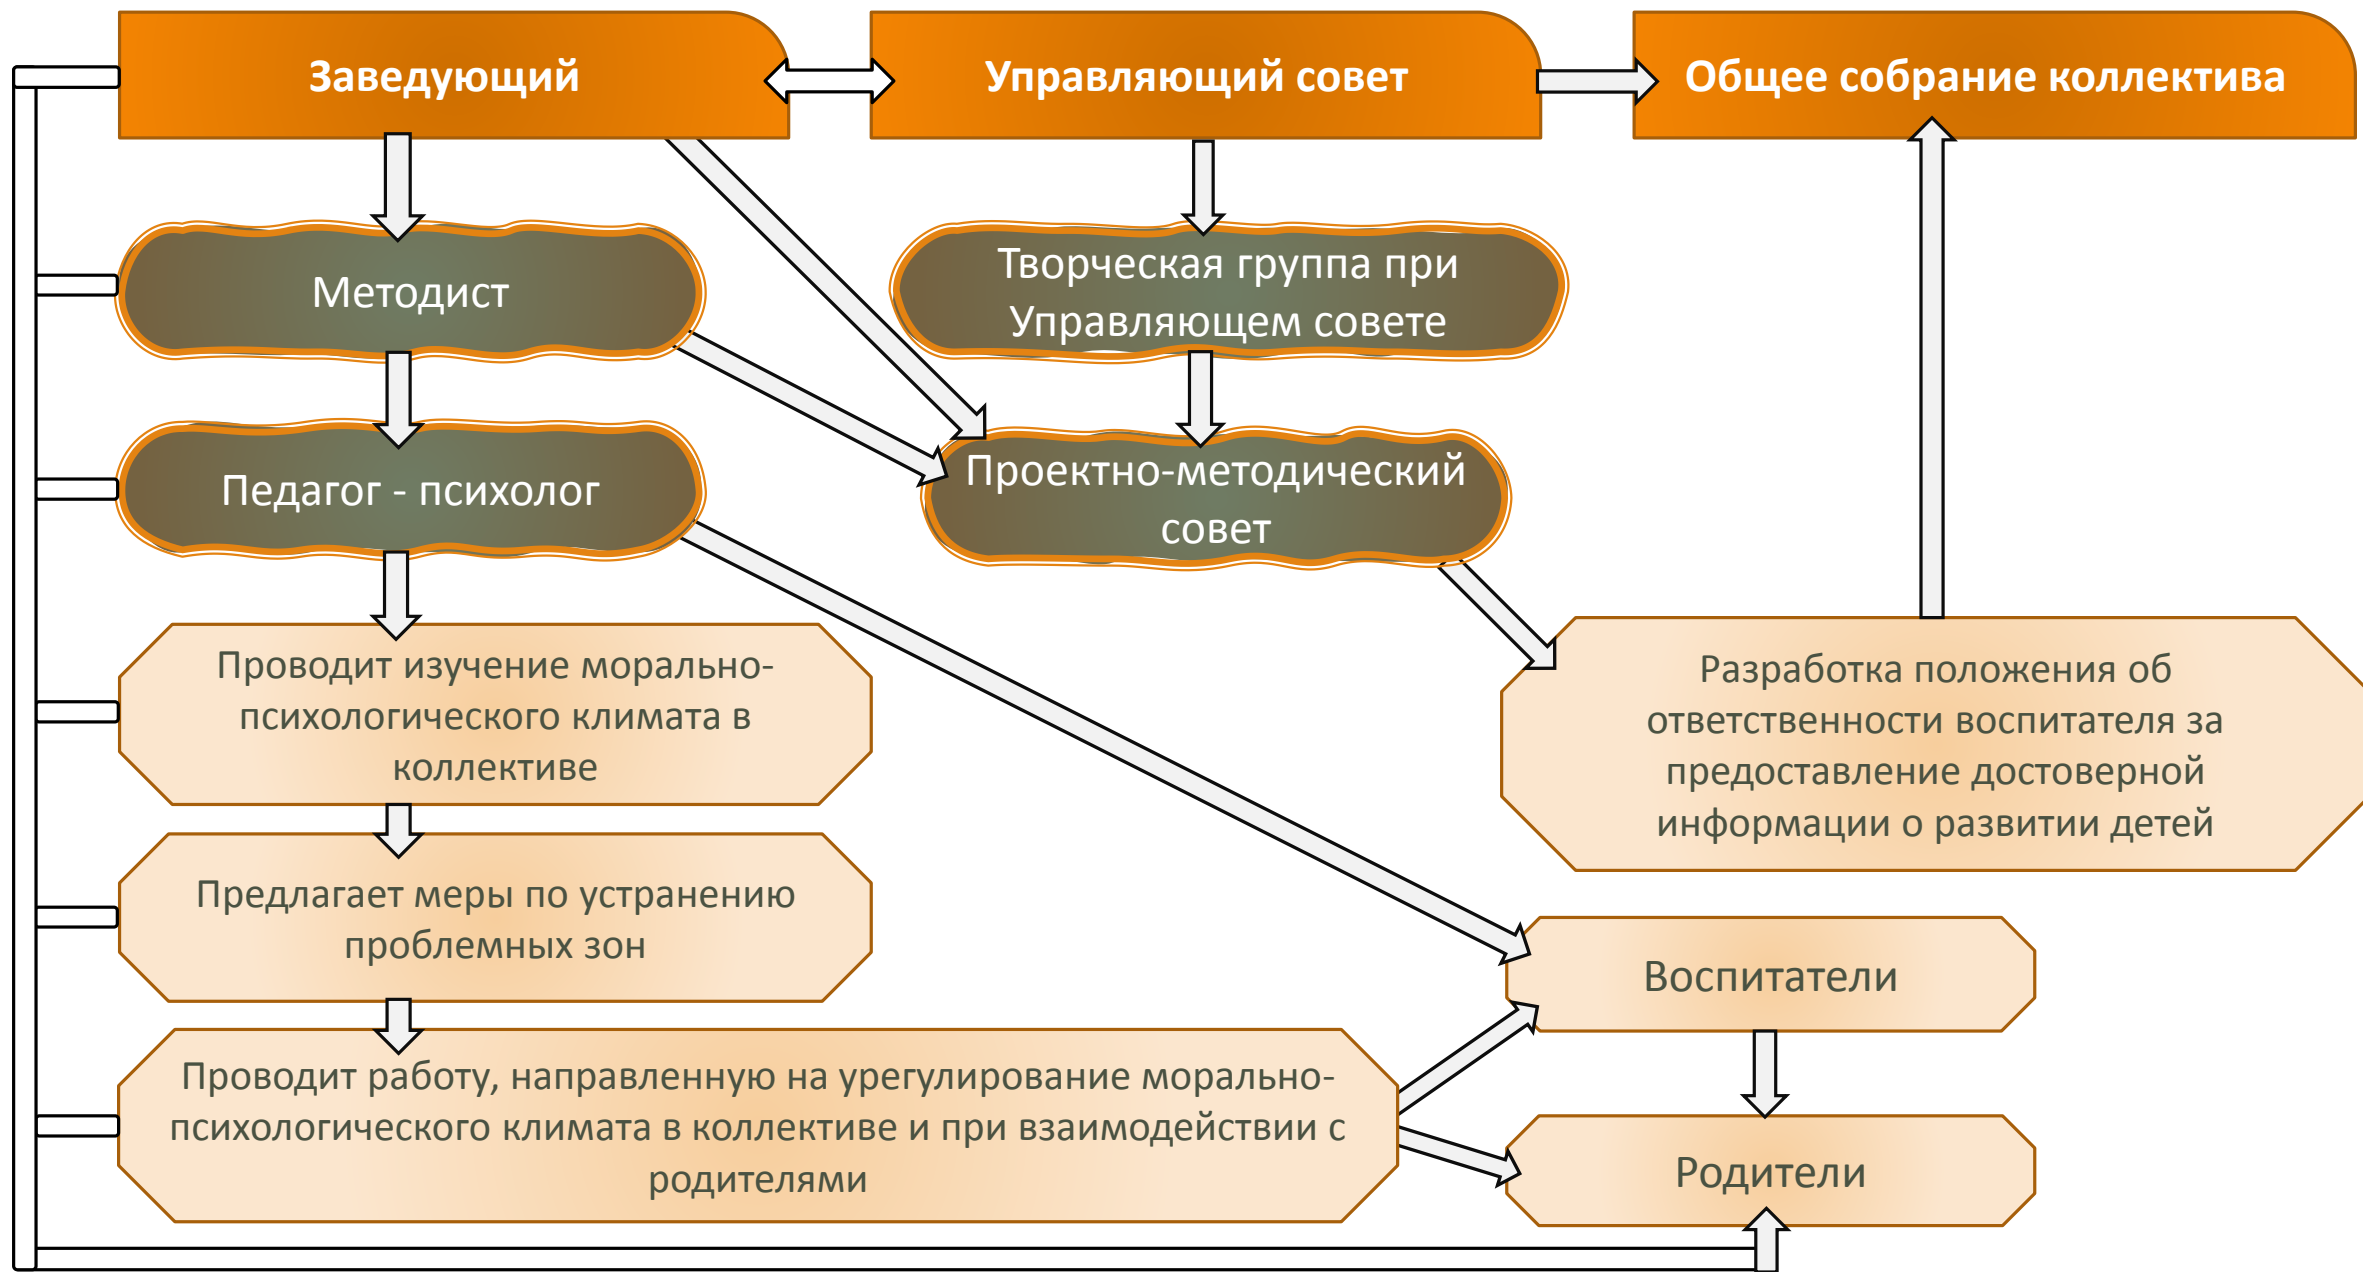 Заведующий
Управляющий совет
Общее собрание коллектива
Методист
Творческая группа при
Управляющем совете
Педагог - психолог
Проектно-методический
совет
Проводит изучение морально-
психологического климата в
коллективе
Разработка положения об
ответственности воспитателя за
предоставление достоверной
информации о развитии детей
Предлагает меры по устранению
проблемных зон
Воспитатели
Проводит работу, направленную на урегулирование морально-
психологического климата в коллективе и при взаимодействии с
родителями
Родители